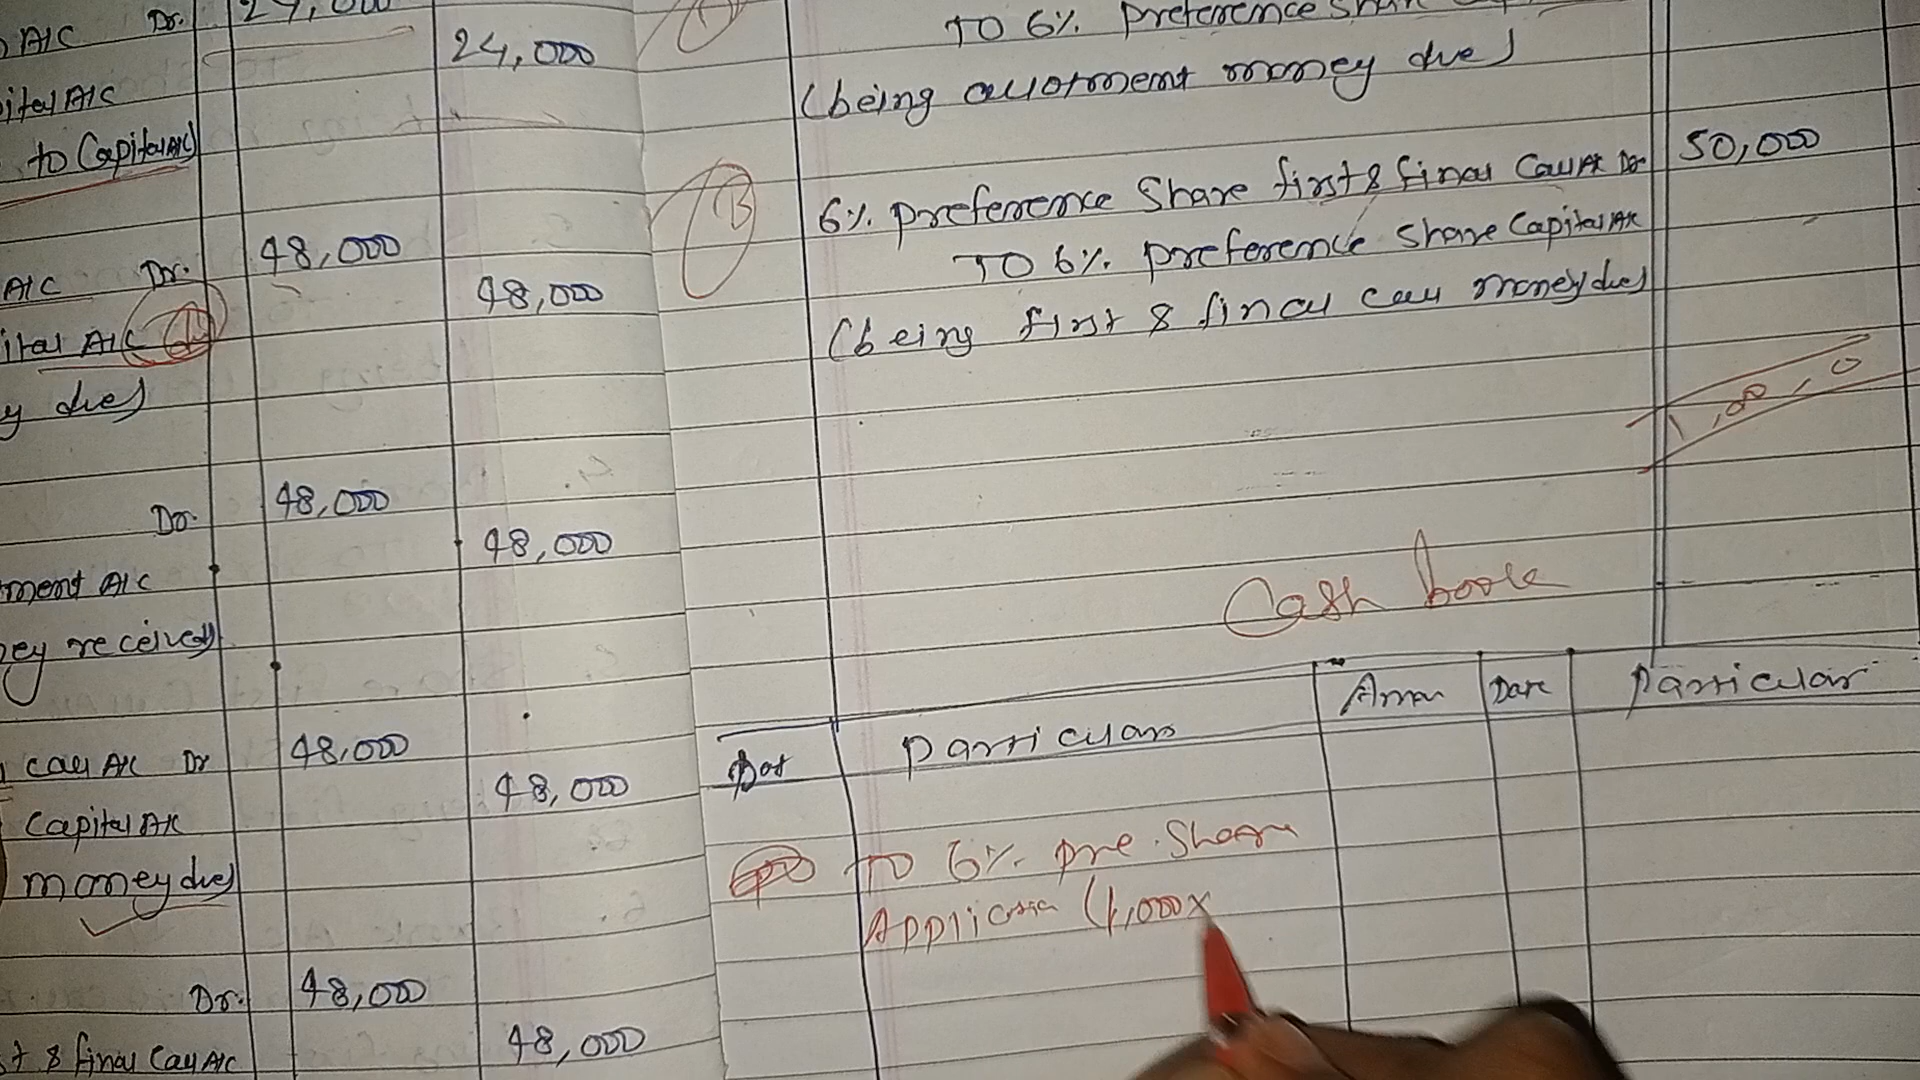 A/C Dr. 24,000
24,000
ital A/C
to Capital A/C)
A/C Dr. 48,000
48,000
ital A/C
y due)
Dr. 48,000
48,000
ment A/C
ey received)
call A/C Dr 48,000
48,000
Capital A/C
money due)
Dr. 48,000
48,000
t & final Call A/C
TO 6% Preference Share
(being allotment money due)
6% Preference Share first & final Call A/C Dr 50,000
TO 6% Preference Share Capital A/C
(being first & final call money due)
Cash book
Particulars
Date
Particular
TO 6% pre. Share
Application (1,000x